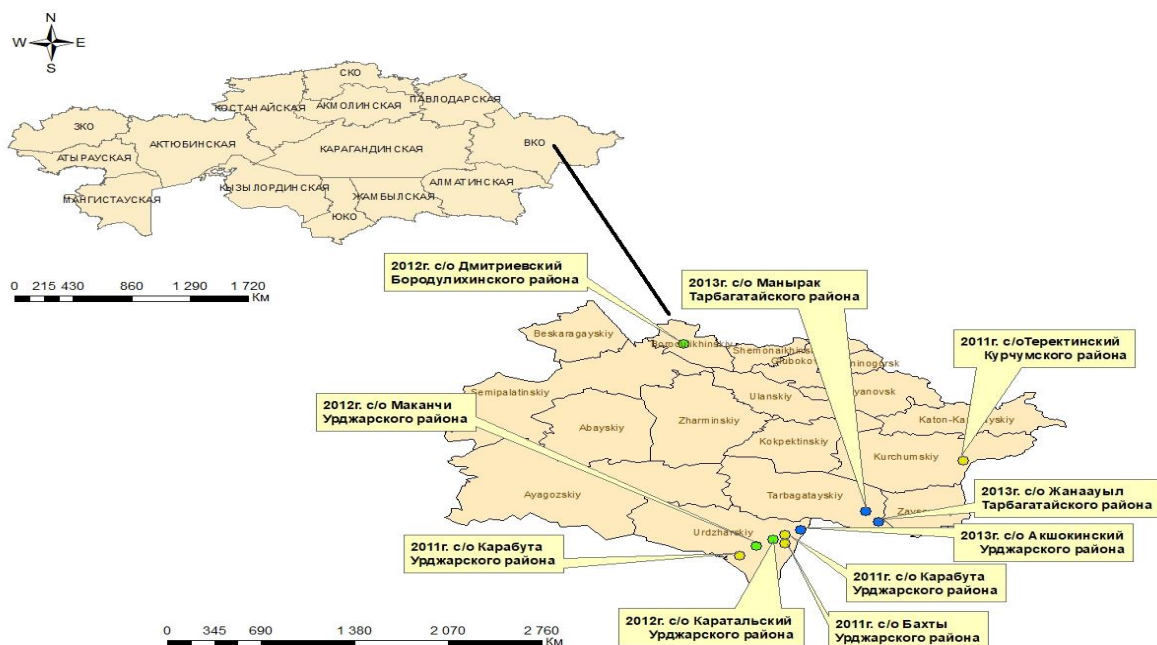 N
W E
S
СКО
КОСТАНАЙСКАЯ
АКМОЛИНСКАЯ
ПАВЛОДАРСКАЯ
ЗКО
АКТЮБИНСКАЯ
КАРАГАНДИНСКАЯ
ВКО
АТЫРАУСКАЯ
МАНГИСТАУСКАЯ
КЫЗЫЛОРДИНСКАЯ
ЖАМБЫЛСКАЯ
АЛМАТИНСКАЯ
ЮКО
0 215 430 860 1 290 1 720
Км
2012г. с/о Дмитриевский
Бородулихинского района
2013г. с/о Манырак
Тарбагатайского района
2011г. с/оТеректинский
Курчумского района
2012г. с/о Маканчи
Урджарского района
Beskaragayskiy
Semipalatinskiy
Abayskiy
Zharminskiy
Ulanskiy
Kokpektinskiy
Kurchumskiy
Ayagozskiy
Tarbagatayskiy
Urdzharskiy
2013г. с/о Жанаауыл
Тарбагатайского района
2013г. с/о Акшокинский
Урджарского района
2011г. с/о Карабута
Урджарского района
2011г. с/о Карабута
Урджарского района
2012г. с/о Каратальский
Урджарского района
2011г. с/о Бахты
Урджарского района
0 345 690 1 380 2 070 2 760
Км